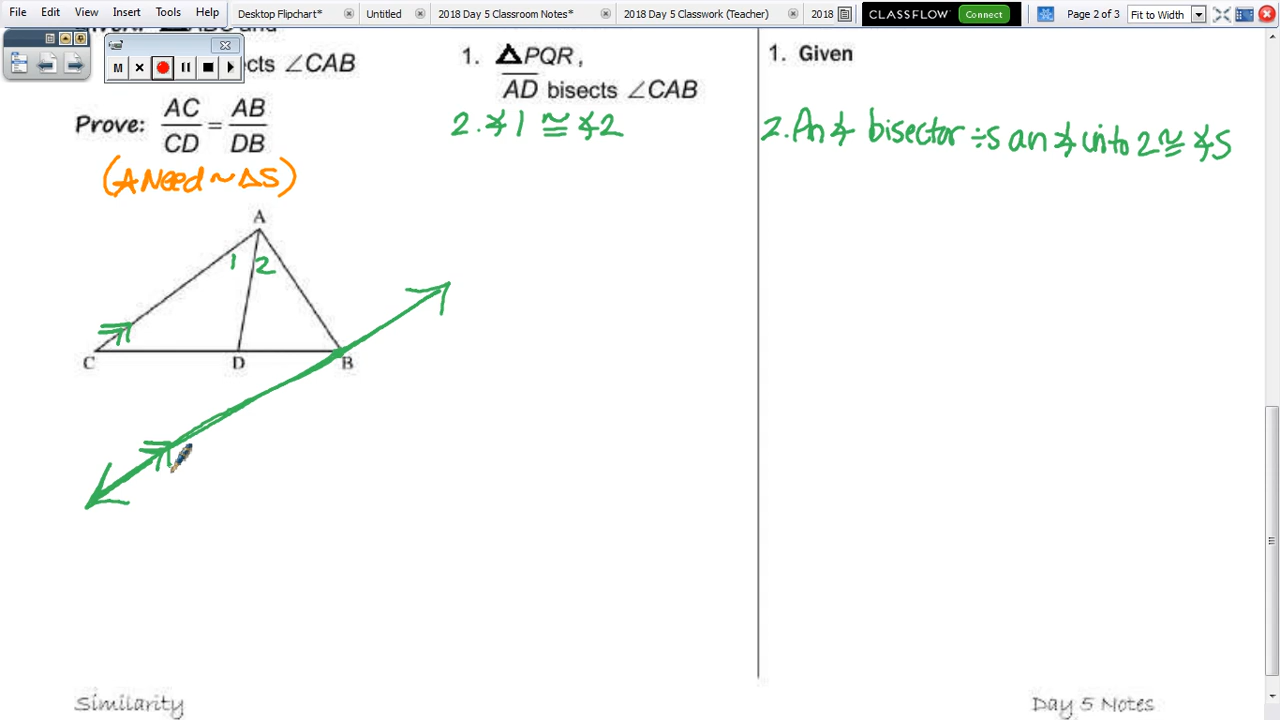 File Edit View Insert Tools Help
Desktop Flipchart*
Untitled
2018 Day 5 Classroom Notes*
2018 Day 5 Classwork (Teacher)
2018
CLASSFLOW Connect
Page 2 of 3
Fit to Width
M
cts ∠CAB
Prove: AC/CD = AB/DB
(A Need ~ ΔS)
A
1 2
C D B
1. ΔPQR ,
AD bisects ∠CAB
2. ∡1 ≅ ∡2
1. Given
2. An ∡ bisector ÷s an ∡ into 2 ≅ ∡s
Similarity
Day 5 Notes